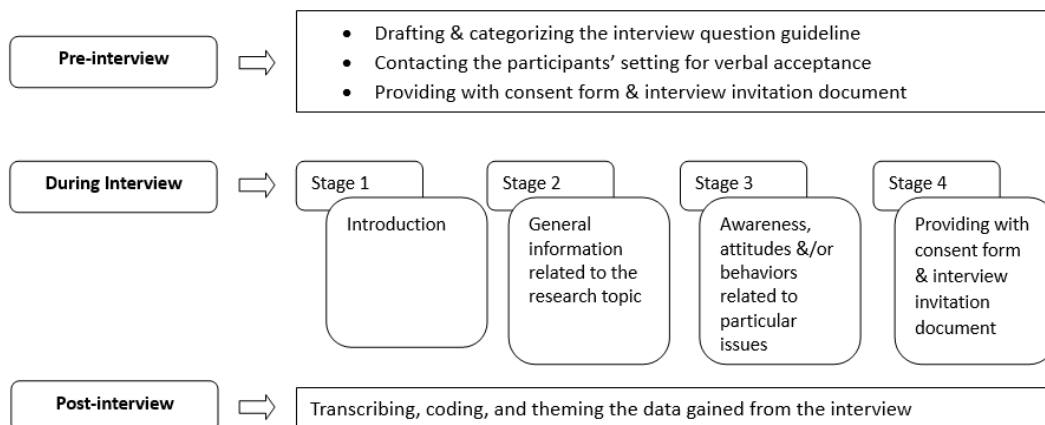 Pre-interview
• Drafting & categorizing the interview question guideline
• Contacting the participants’ setting for verbal acceptance
• Providing with consent form & interview invitation document
During Interview
Stage 1
Introduction
Stage 2
General
information
related to the
research topic
Stage 3
Awareness,
attitudes &/or
behaviors
related to
particular
issues
Stage 4
Providing with
consent form
& interview
invitation
document
Post-interview
Transcribing, coding, and theming the data gained from the interview